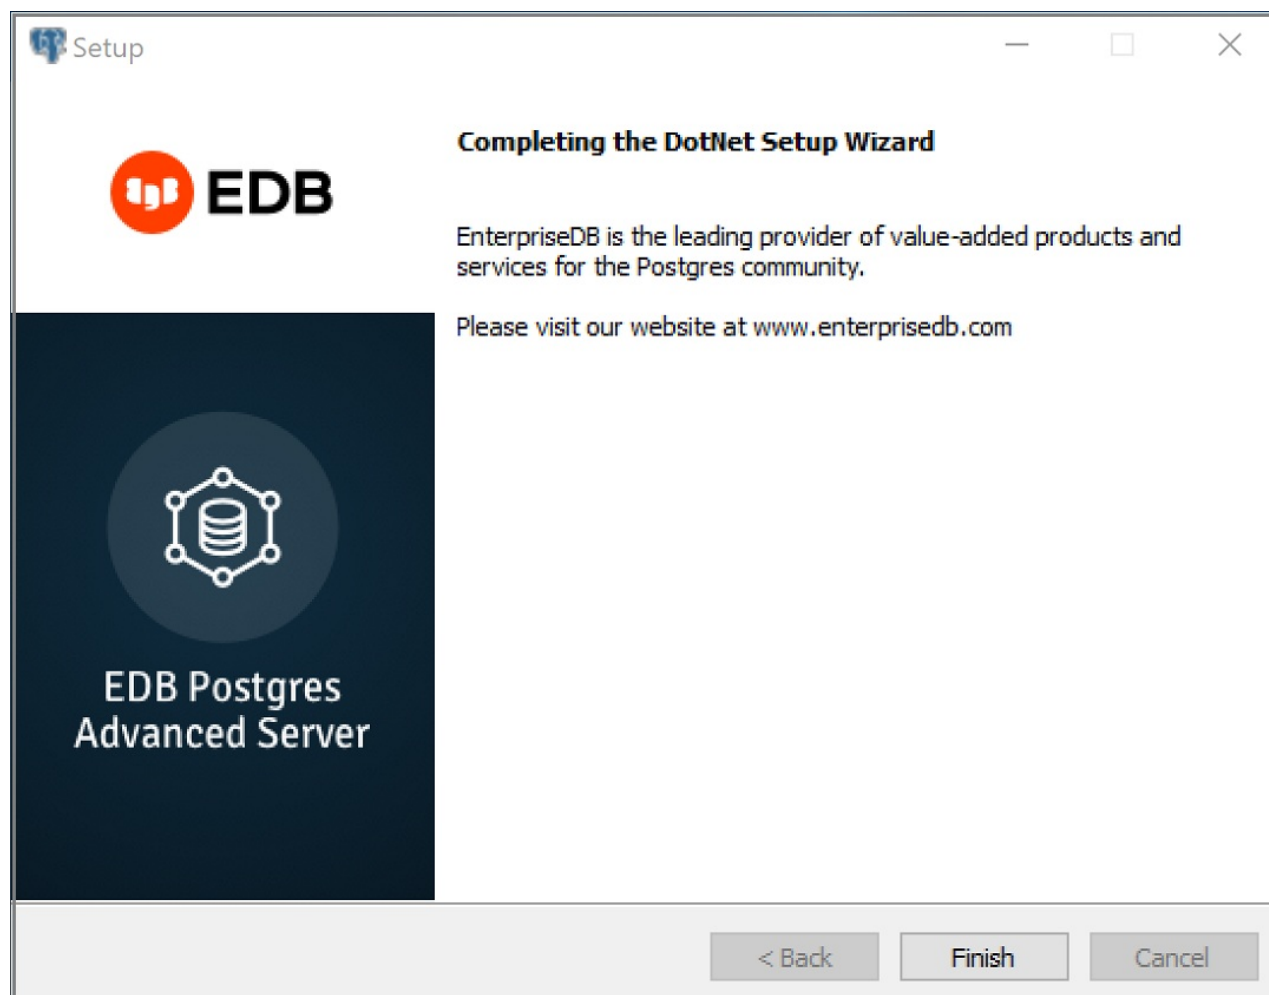 Setup
EDB
Completing the DotNet Setup Wizard
EnterpriseDB is the leading provider of value-added products and
services for the Postgres community.
Please visit our website at www.enterprisedb.com
EDB Postgres
Advanced Server
< Back
Finish
Cancel